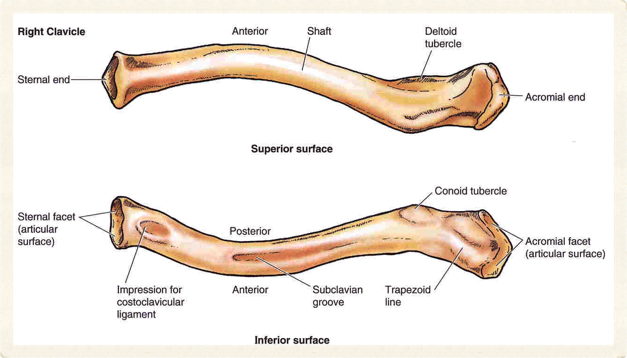 Right Clavicle
Anterior
Shaft
Deltoid
tubercle
Sternal end
Acromial end
Superior surface
Conoid tubercle
Sternal facet
(articular
surface)
Posterior
Acromial facet
(articular surface)
Impression for
costoclavicular
ligament
Anterior
Subclavian
groove
Trapezoid
line
Inferior surface